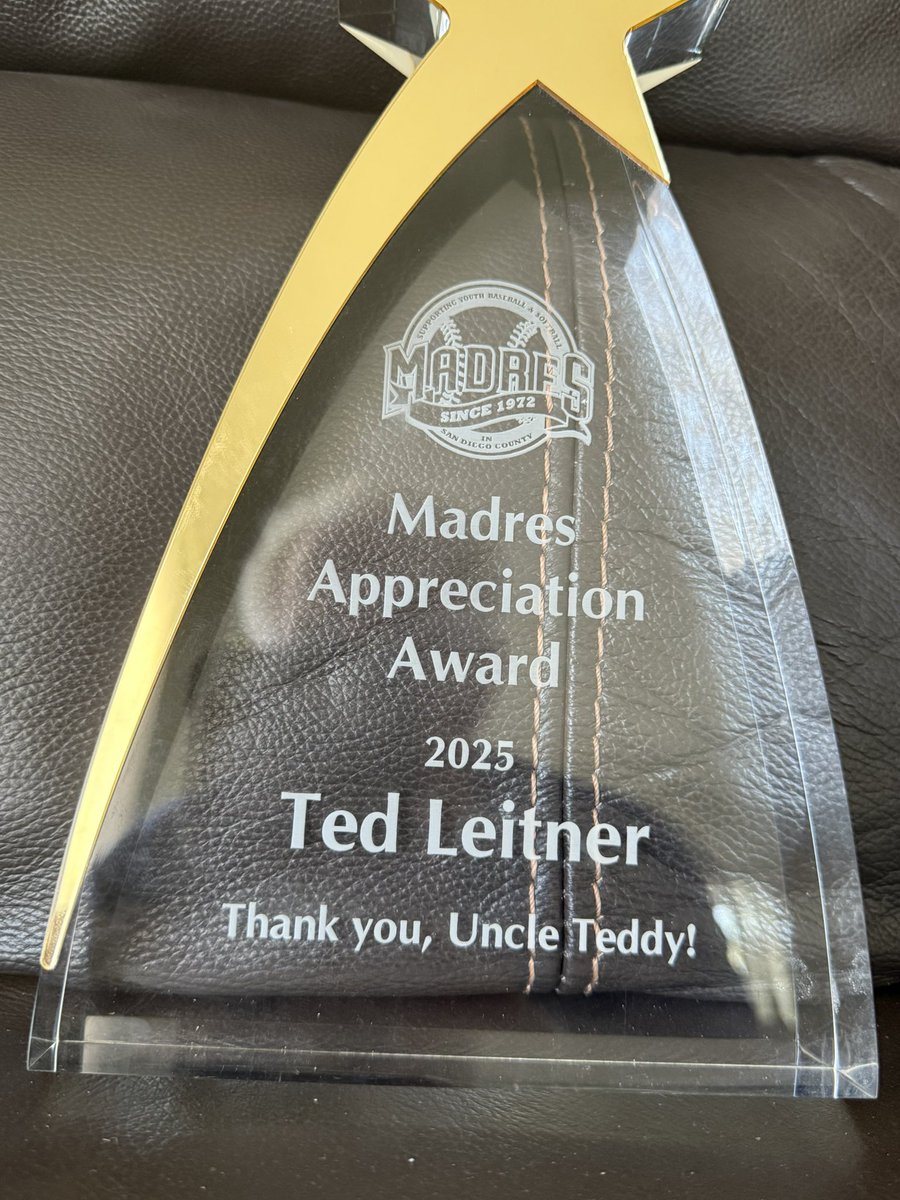 SUPPORTING YOUTH BASEBALL & SOFTBALL
MADRES
SINCE 1972
IN
SAN DIEGO COUNTY
Madres
Appreciation
Award
2025
Ted Leitner
Thank you, Uncle Teddy!